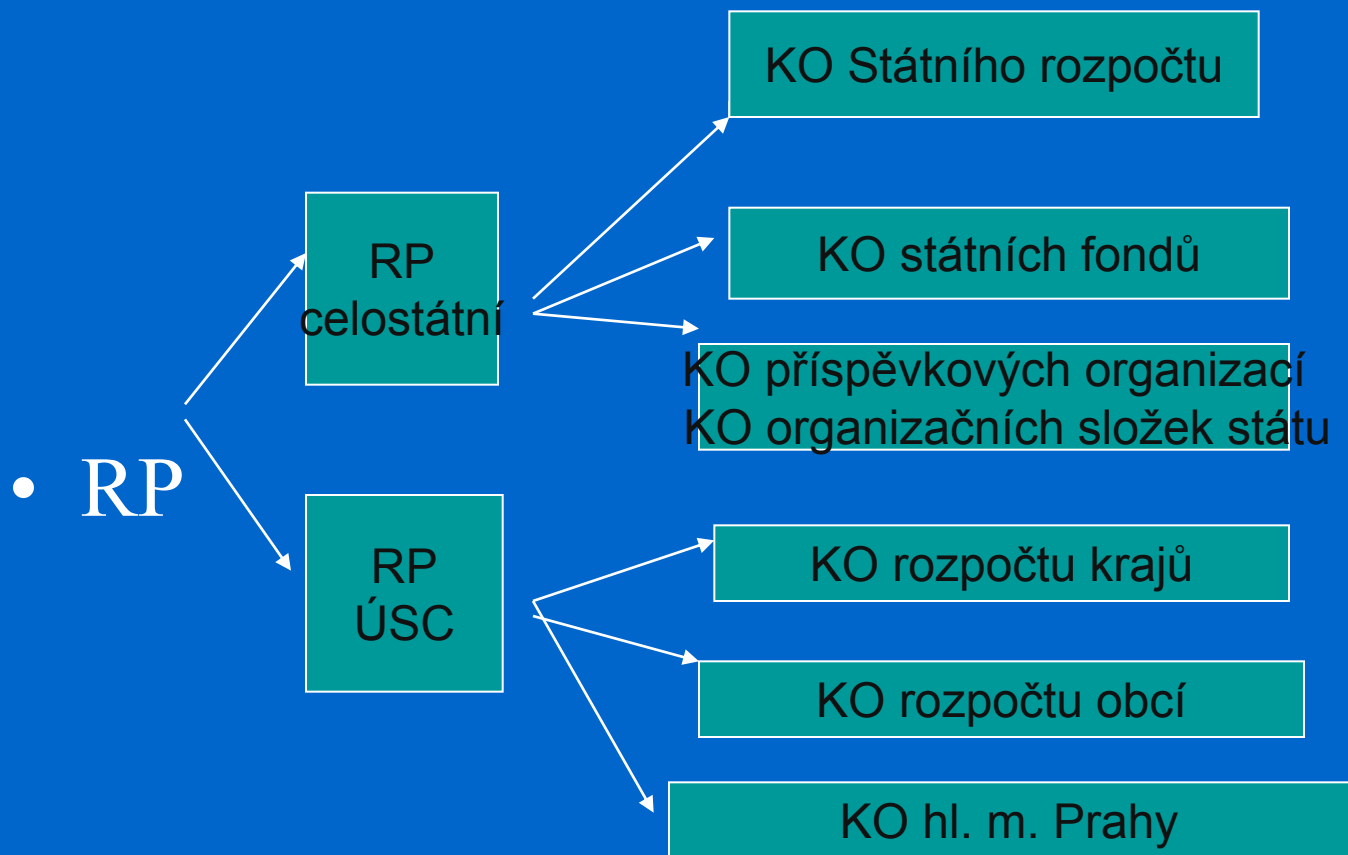 • RP
RP
celostátní
KO Státního rozpočtu
KO státních fondů
KO příspěvkových organizací
KO organizačních složek státu
RP
ÚSC
KO rozpočtu krajů
KO rozpočtu obcí
KO hl. m. Prahy